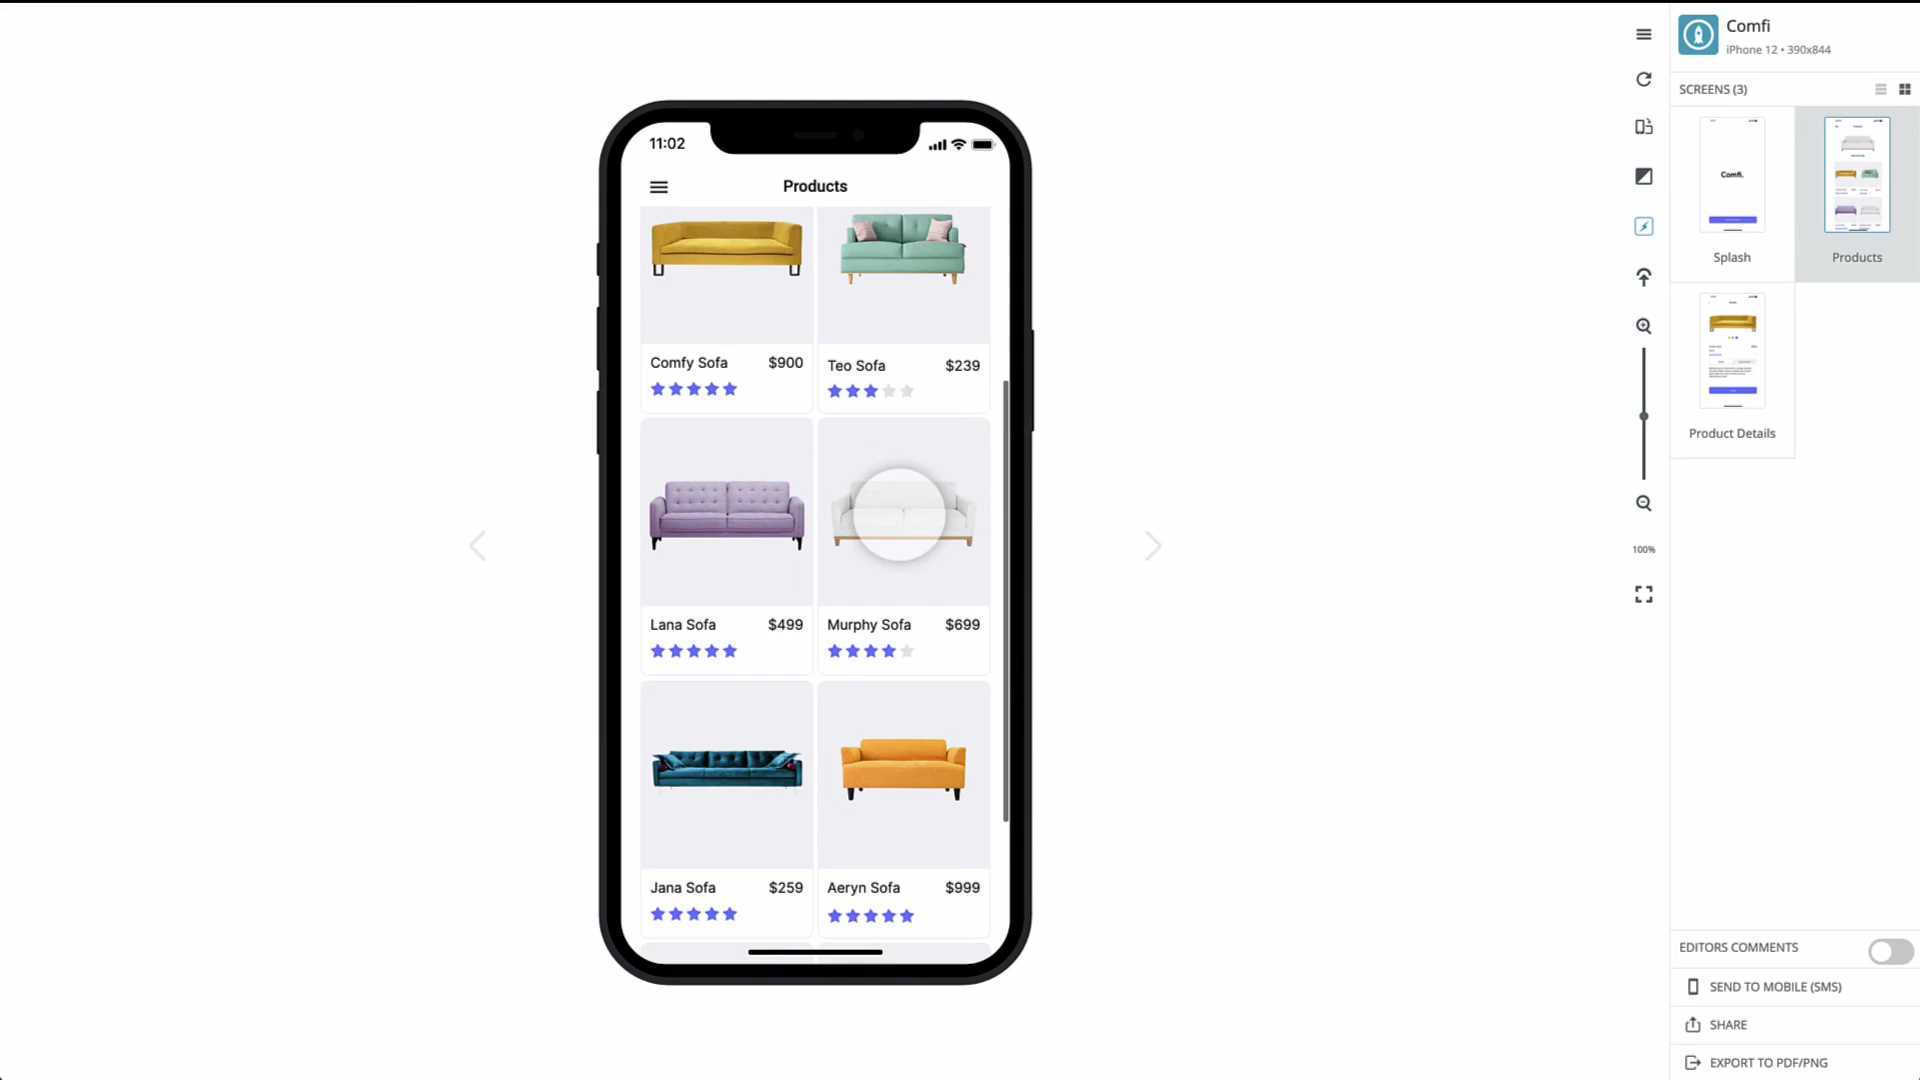 11:02
Products
Comfy Sofa $900
Teo Sofa $239
Lana Sofa $499
Murphy Sofa $699
Jana Sofa $259
Aeryn Sofa $999
100%
Comfi
iPhone 12 • 390x844
SCREENS (3)
Comfi.
Splash
Products
Product Details
EDITORS COMMENTS
SEND TO MOBILE (SMS)
SHARE
EXPORT TO PDF/PNG